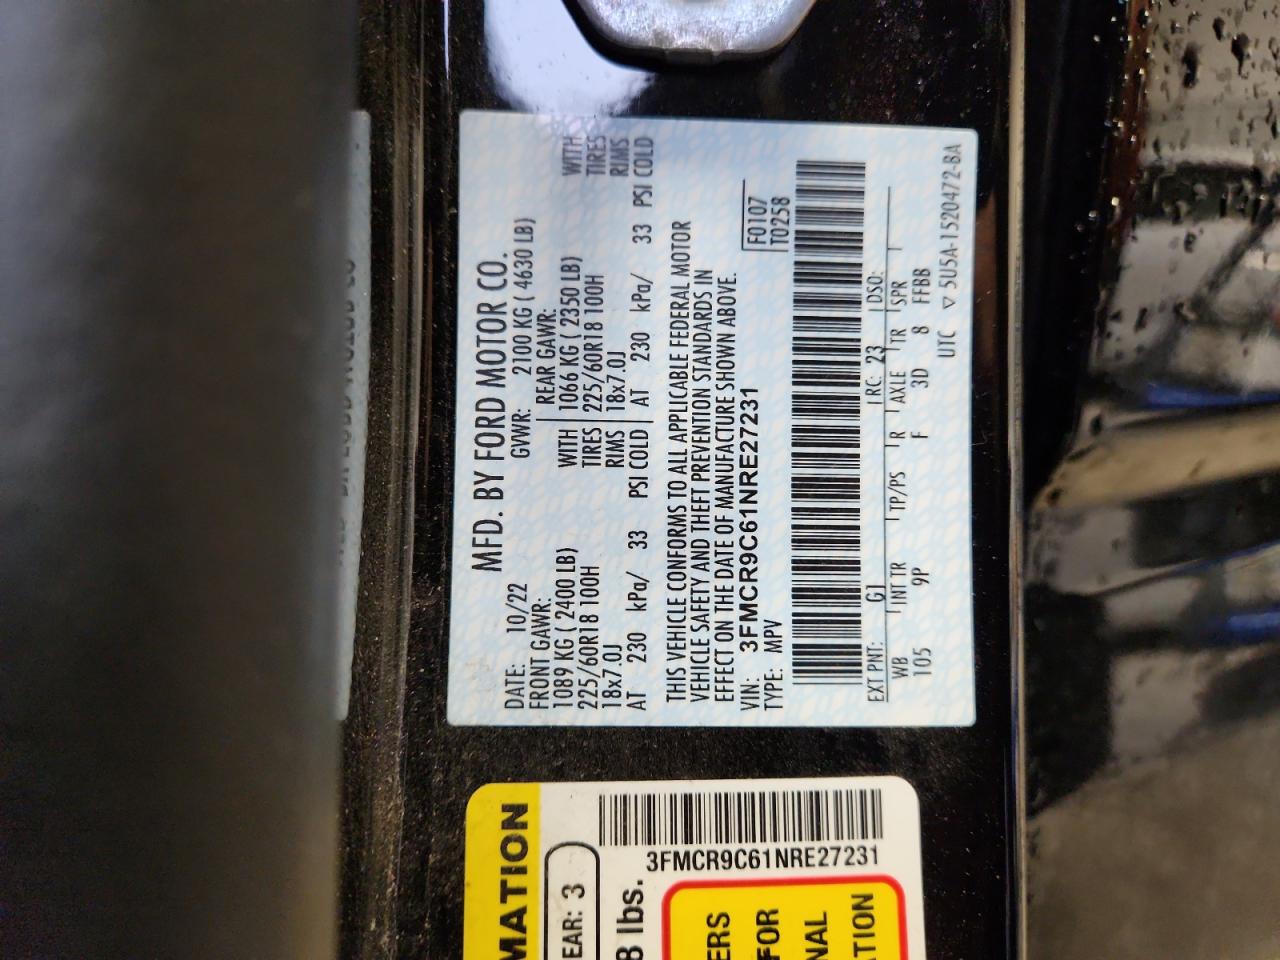 MFD. BY FORD MOTOR CO.
DATE: 10/22 GVWR: 2100 KG ( 4630 LB)
FRONT GAWR: REAR GAWR:
1089 KG ( 2400 LB) WITH 1066 KG ( 2350 LB) WITH
225/60R18 100H TIRES 225/60R18 100H TIRES
18x7.0J RIMS 18x7.0J RIMS
AT 230 kPa/ 33 PSI COLD AT 230 kPa/ 33 PSI COLD
THIS VEHICLE CONFORMS TO ALL APPLICABLE FEDERAL MOTOR
VEHICLE SAFETY AND THEFT PREVENTION STANDARDS IN
EFFECT ON THE DATE OF MANUFACTURE SHOWN ABOVE.
VIN: 3FMCR9C61NRE27231 F0107
TYPE: MPV T0258
EXT PNT: GJ RC: 23 DSO:
WB INT TR TP/PS R AXLE TR SPR
105 9P F 3D 8 FFBB
UTC ▽ 5U5A-1520472-BA
MATION
EAR: 3
3FMCR9C61NRE27231
8 lbs.
ERS
FOR
NAL
TION